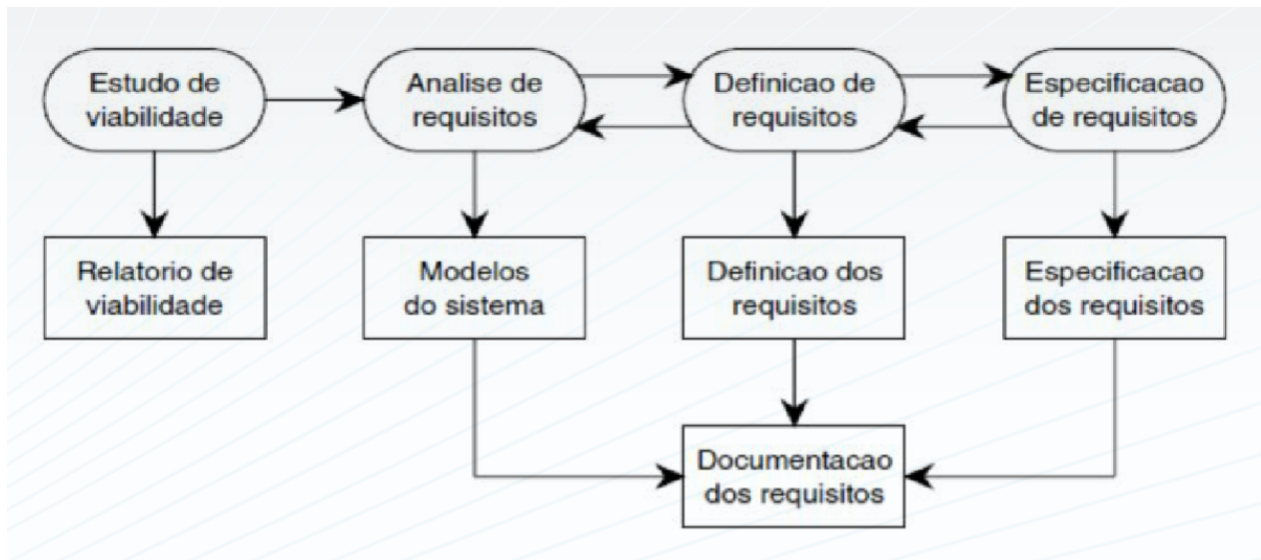 Estudo de
viabilidade
Analise de
requisitos
Definicao de
requisitos
Especificacao
de requisitos
Relatorio de
viabilidade
Modelos
do sistema
Definicao dos
requisitos
Especificacao
dos requisitos
Documentacao
dos requisitos